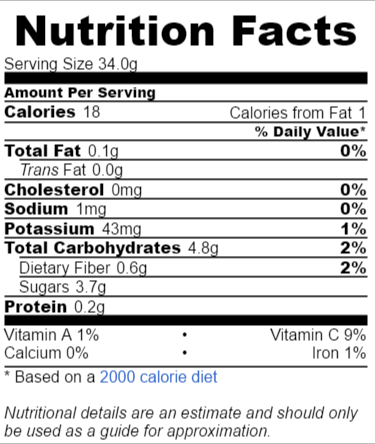 Nutrition Facts
Serving Size 34.0g
Amount Per Serving
Calories 18 Calories from Fat 1
% Daily Value*
Total Fat 0.1g 0%
Trans Fat 0.0g
Cholesterol 0mg 0%
Sodium 1mg 0%
Potassium 43mg 1%
Total Carbohydrates 4.8g 2%
Dietary Fiber 0.6g 2%
Sugars 3.7g
Protein 0.2g
Vitamin A 1% • Vitamin C 9%
Calcium 0% • Iron 1%
* Based on a 2000 calorie diet
Nutritional details are an estimate and should only
be used as a guide for approximation.